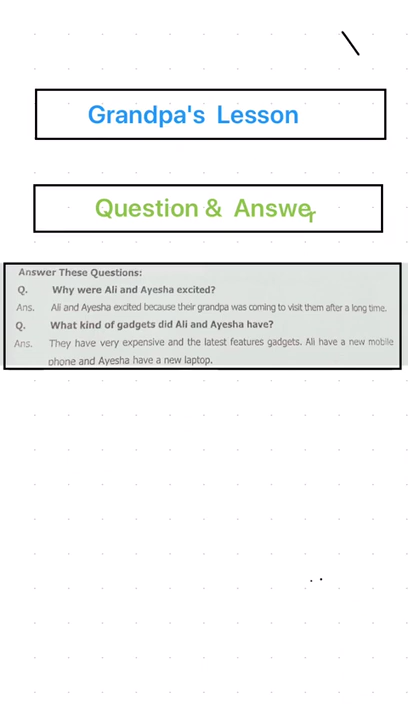 Grandpa's Lesson
Question & Answer
Answer These Questions:
Q. Why were Ali and Ayesha excited?
Ans. Ali and Ayesha excited because their grandpa was coming to visit them after a long time.
Q. What kind of gadgets did Ali and Ayesha have?
Ans. They have very expensive and the latest features gadgets. Ali have a new mobile
phone and Ayesha have a new laptop.